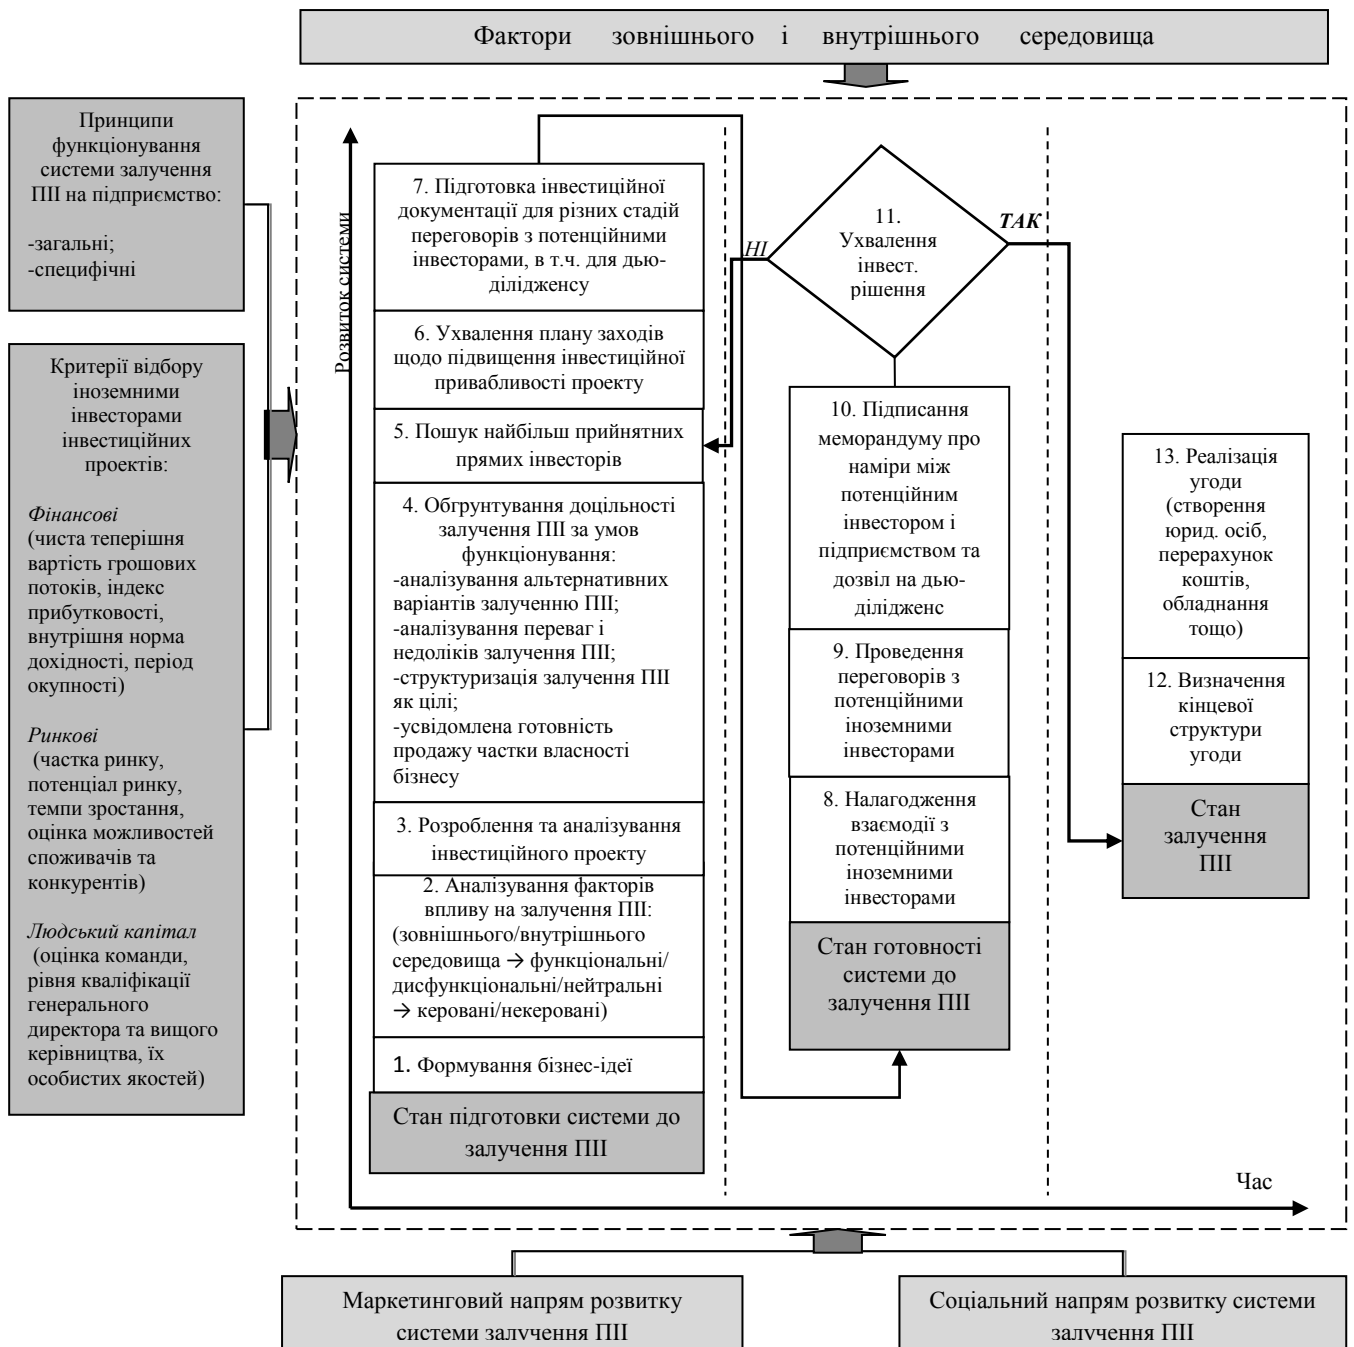 Фактори зовнішнього і внутрішнього середовища
Принципи
функціонування
системи залучення
ПІІ на підприємство:
-загальні;
-специфічні
Критерії відбору
іноземними
інвесторами
інвестиційних
проектів:
Фінансові
(чиста теперішня
вартість грошових
потоків, індекс
прибутковості,
внутрішня норма
дохідності, період
окупності)
Ринкові
(частка ринку,
потенціал ринку,
темпи зростання,
оцінка можливостей
споживачів та
конкурентів)
Людський капітал
(оцінка команди,
рівня кваліфікації
генерального
директора та вищого
керівництва, їх
особистих якостей)
Розвиток системи
7. Підготовка інвестиційної
документації для різних стадій
переговорів з потенційними
інвесторами, в т.ч. для дью-
ділідженсу
6. Ухвалення плану заходів
щодо підвищення інвестиційної
привабливості проекту
5. Пошук найбільш прийнятних
прямих інвесторів
4. Обгрунтування доцільності
залучення ПІІ за умов
функціонування:
-аналізування альтернативних
варіантів залученню ПІІ;
-аналізування переваг і
недоліків залучення ПІІ;
-структуризація залучення ПІІ
як цілі;
-усвідомлена готовність
продажу частки власності
бізнесу
3. Розроблення та аналізування
інвестиційного проекту
2. Аналізування факторів
впливу на залучення ПІІ:
(зовнішнього/внутрішнього
середовища → функціональні/
дисфункціональні/нейтральні
→ керовані/некеровані)
1. Формування бізнес-ідеї
Стан підготовки системи до
залучення ПІІ
НІ
11.
Ухвалення
інвест.
рішення
ТАК
10. Підписання
меморандуму про
наміри між
потенційним
інвестором і
підприємством та
дозвіл на дью-
ділідженс
9. Проведення
переговорів з
потенційними
іноземними
інвесторами
8. Налагодження
взаємодії з
потенційними
іноземними
інвесторами
Стан готовності
системи до
залучення ПІІ
13. Реалізація
угоди
(створення
юрид. осіб,
перерахунок
коштів,
обладнання
тощо)
12. Визначення
кінцевої
структури
угоди
Стан
залучення
ПІІ
Час
Маркетинговий напрям розвитку
системи залучення ПІІ
Соціальний напрям розвитку системи
залучення ПІІ